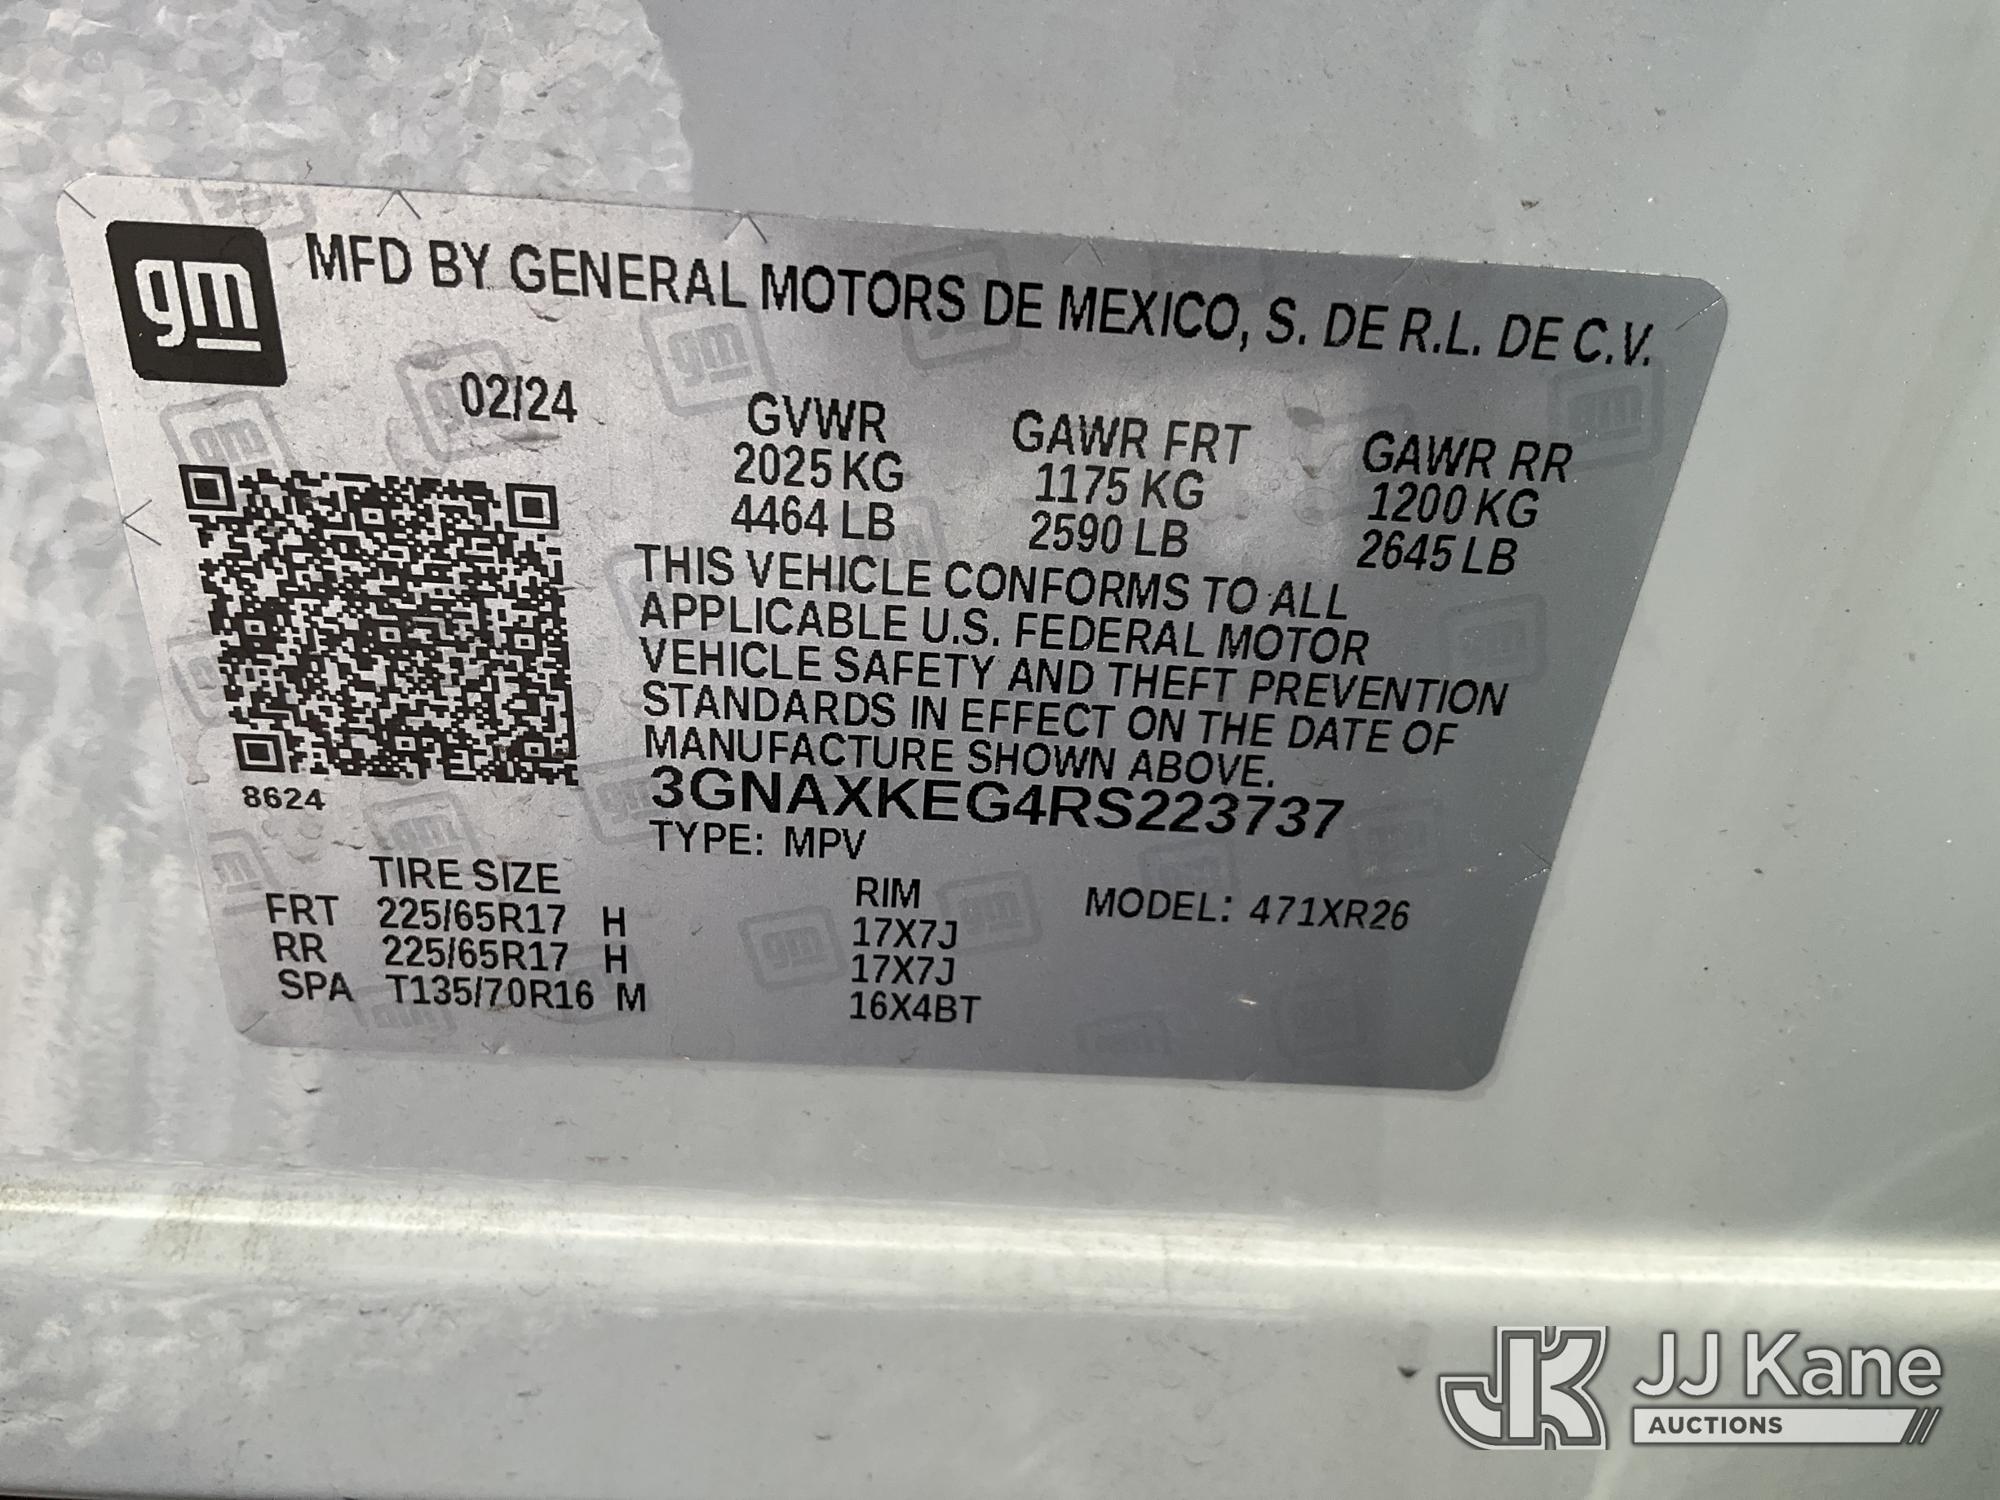 gm
MFD BY GENERAL MOTORS DE MEXICO, S. DE R.L. DE C.V.
02/24
GVWR GAWR FRT GAWR RR
2025 KG 1175 KG 1200 KG
4464 LB 2590 LB 2645 LB
THIS VEHICLE CONFORMS TO ALL
APPLICABLE U.S. FEDERAL MOTOR
VEHICLE SAFETY AND THEFT PREVENTION
STANDARDS IN EFFECT ON THE DATE OF
MANUFACTURE SHOWN ABOVE.
3GNAXKEG4RS223737
8624
TYPE: MPV
TIRE SIZE RIM MODEL: 471XR26
FRT 225/65R17 H 17X7J
RR 225/65R17 H 17X7J
SPA T135/70R16 M 16X4BT
JK JJ Kane
AUCTIONS